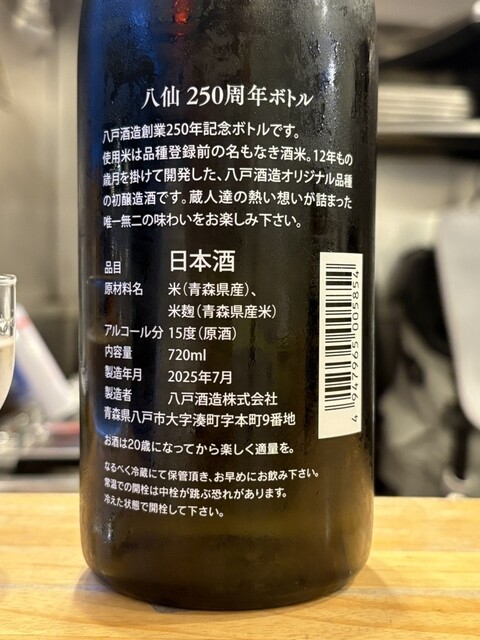 八仙 250周年ボトル
八戸酒造創業250年記念ボトルです。
使用米は品種登録前の名もなき酒米。12年もの
歳月を掛けて開発した、八戸酒造オリジナル品種
の初醸造酒です。蔵人達の熱い想いが詰まった
唯一無二の味わいをお楽しみ下さい。
品目 日本酒
原材料名 米(青森県産)、
米麹(青森県産米)
アルコール分 15度(原酒)
内容量 720ml
製造年月 2025年7月
製造者 八戸酒造株式会社
青森県八戸市大字湊町字本町9番地
お酒は20歳になってから楽しく適量を。
なるべく冷蔵にて保管頂き、お早めにお飲み下さい。
常温での開栓は中栓が跳ぶ恐れがあります。
冷えた状態で開栓して下さい。
4947965005854